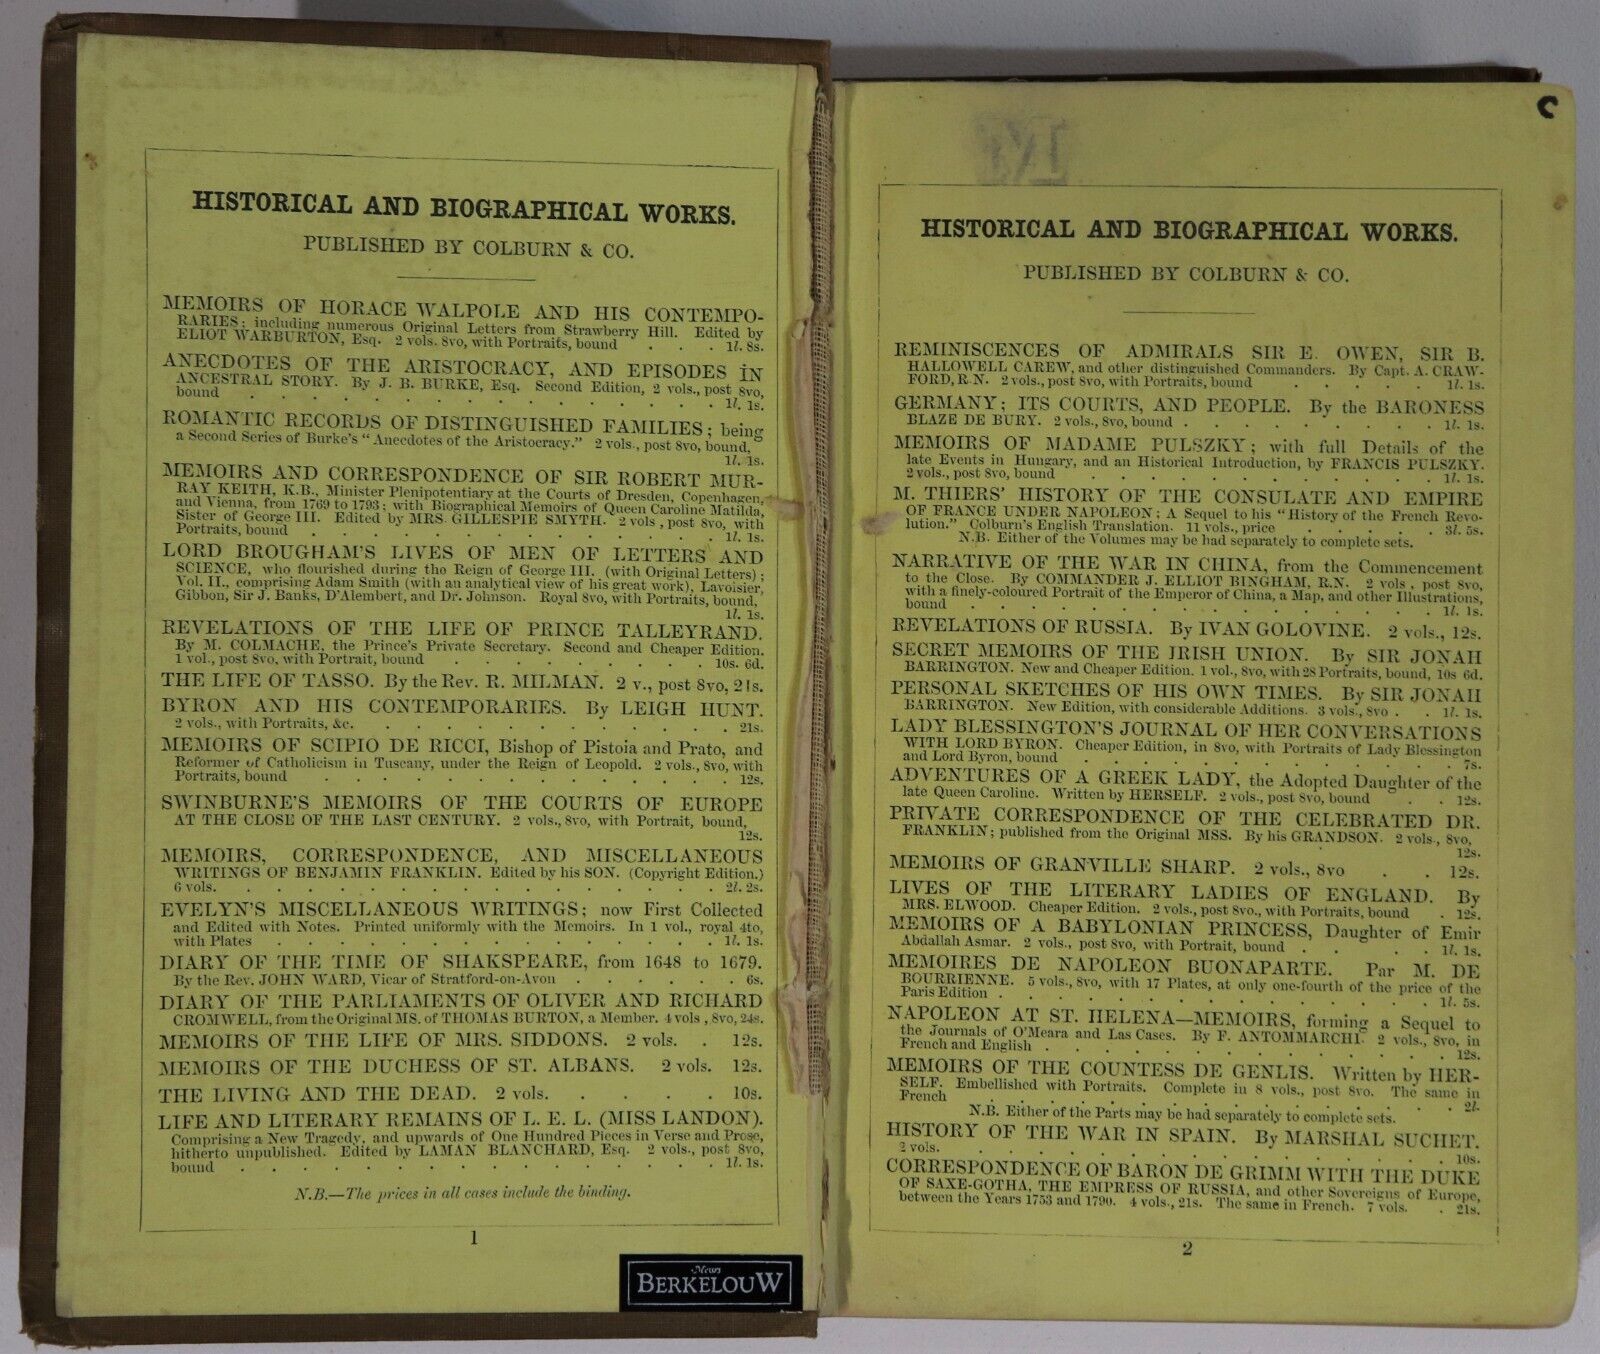 HISTORICAL AND BIOGRAPHICAL WORKS.
PUBLISHED BY COLBURN & CO.
MEMOIRS OF HORACE WALPOLE AND HIS CONTEMPO-
RARIES; including numerous Original Letters from Strawberry Hill. Edited by
ELIOT WARBURTON, Esq. 2 vols. 8vo, with Portraits, bound . . . 1l. 8s.
ANECDOTES OF THE ARISTOCRACY, AND EPISODES IN
ANCESTRAL STORY. By J. B. BURKE, Esq. Second Edition, 2 vols., post 8vo,
bound . . . . . . . . . . . . 1l. 1s.
ROMANTIC RECORDS OF DISTINGUISHED FAMILIES; being
a Second Series of Burke's "Anecdotes of the Aristocracy." 2 vols., post 8vo, bound,
1l. 1s.
MEMOIRS AND CORRESPONDENCE OF SIR ROBERT MUR-
RAY KEITH, K.B., Minister Plenipotentiary at the Courts of Dresden, Copenhagen,
and Vienna, from 1769 to 1793; with Biographical Memoirs of Queen Caroline Matilda,
Sister of George III. Edited by MRS. GILLESPIE SMYTH. 2 vols, post 8vo, with
Portraits, bound . . . . . . . . . . 1l. 1s.
LORD BROUGHAM'S LIVES OF MEN OF LETTERS AND
SCIENCE, who flourished during the Reign of George III. (with Original Letters);
Vol. II., comprising Adam Smith (with an analytical view of his great work), Lavoisier,
Gibbon, Sir J. Banks, D'Alembert, and Dr. Johnson. Royal 8vo, with Portraits, bound,
1l. 1s.
REVELATIONS OF THE LIFE OF PRINCE TALLEYRAND.
By M. COLMACHE, the Prince's Private Secretary. Second and Cheaper Edition.
1 vol., post 8vo, with Portrait, bound . . . . . . . 10s. 6d.
THE LIFE OF TASSO. By the Rev. R. MILMAN. 2 v., post 8vo, 21s.
BYRON AND HIS CONTEMPORARIES. By LEIGH HUNT.
2 vols., with Portraits, &c. . . . . . . . . . 21s.
MEMOIRS OF SCIPIO DE RICCI, Bishop of Pistoia and Prato, and
Reformer of Catholicism in Tuscany, under the Reign of Leopold. 2 vols., 8vo, with
Portraits, bound . . . . . . . . . . 12s.
SWINBURNE'S MEMOIRS OF THE COURTS OF EUROPE
AT THE CLOSE OF THE LAST CENTURY. 2 vols., 8vo, with Portrait, bound,
12s.
MEMOIRS, CORRESPONDENCE, AND MISCELLANEOUS
WRITINGS OF BENJAMIN FRANKLIN. Edited by his SON. (Copyright Edition.)
6 vols. . . . . . . . . . . . . 2l. 2s.
EVELYN'S MISCELLANEOUS WRITINGS; now First Collected
and Edited with Notes. Printed uniformly with the Memoirs. In 1 vol., royal 4to,
with Plates . . . . . . . . . . . 1l. 1s.
DIARY OF THE TIME OF SHAKSPEARE, from 1648 to 1679.
By the Rev. JOHN WARD, Vicar of Stratford-on-Avon . . . . . 6s.
DIARY OF THE PARLIAMENTS OF OLIVER AND RICHARD
CROMWELL, from the Original MS. of THOMAS BURTON, a Member. 4 vols, 8vo, 24s.
MEMOIRS OF THE LIFE OF MRS. SIDDONS. 2 vols. . 12s.
MEMOIRS OF THE DUCHESS OF ST. ALBANS. 2 vols. 12s.
THE LIVING AND THE DEAD. 2 vols. . . . . 10s.
LIFE AND LITERARY REMAINS OF L. E. L. (MISS LANDON).
Comprising a New Tragedy, and upwards of One Hundred Pieces in Verse and Prose,
hitherto unpublished. Edited by LAMAN BLANCHARD, Esq. 2 vols., post 8vo,
bound . . . . . . . . . . . . 1l. 1s.
N.B.—The prices in all cases include the binding.
1
Mews
BERKELOUW
C
HISTORICAL AND BIOGRAPHICAL WORKS.
PUBLISHED BY COLBURN & CO.
REMINISCENCES OF ADMIRALS SIR E. OWEN, SIR B.
HALLOWELL CAREW, and other distinguished Commanders. By Capt. A. CRAW-
FORD, R.N. 2 vols., post 8vo, with Portraits, bound . . . . . 1l. 1s.
GERMANY; ITS COURTS, AND PEOPLE. By the BARONESS
BLAZE DE BURY. 2 vols., 8vo, bound . . . . . . . . 1l. 1s.
MEMOIRS OF MADAME PULSZKY; with full Details of the
late Events in Hungary, and an Historical Introduction, by FRANCIS PULSZKY.
2 vols., post 8vo, bound . . . . . . . . . . 1l. 1s.
M. THIERS' HISTORY OF THE CONSULATE AND EMPIRE
OF FRANCE UNDER NAPOLEON; A Sequel to his "History of the French Revo-
lution." Colburn's English Translation. 11 vols., price . . . . 3l. 5s.
N.B. Either of the Volumes may be had separately to complete sets.
NARRATIVE OF THE WAR IN CHINA, from the Commencement
to the Close. By COMMANDER J. ELLIOT BINGHAM, R.N. 2 vols, post 8vo,
with a finely-coloured Portrait of the Emperor of China, a Map, and other Illustrations,
bound . . . . . . . . . . . . 1l. 1s.
REVELATIONS OF RUSSIA. By IVAN GOLOVINE. 2 vols., 12s.
SECRET MEMOIRS OF THE IRISH UNION. By SIR JONAH
BARRINGTON. New and Cheaper Edition. 1 vol., 8vo, with 28 Portraits, bound, 10s 6d.
PERSONAL SKETCHES OF HIS OWN TIMES. By SIR JONAH
BARRINGTON. New Edition, with considerable Additions. 3 vols., 8vo . . 1l. 1s.
LADY BLESSINGTON'S JOURNAL OF HER CONVERSATIONS
WITH LORD BYRON. Cheaper Edition, in 8vo, with Portraits of Lady Blessington
and Lord Byron, bound . . . . . . . . . . 7s.
ADVENTURES OF A GREEK LADY, the Adopted Daughter of the
late Queen Caroline. Written by HERSELF. 2 vols., post 8vo, bound . . 12s.
PRIVATE CORRESPONDENCE OF THE CELEBRATED DR.
FRANKLIN; published from the Original MSS. By his GRANDSON. 2 vols., 8vo,
12s.
MEMOIRS OF GRANVILLE SHARP. 2 vols., 8vo . . 12s.
LIVES OF THE LITERARY LADIES OF ENGLAND. By
MRS. ELWOOD. Cheaper Edition. 2 vols., post 8vo., with Portraits, bound . 12s.
MEMOIRS OF A BABYLONIAN PRINCESS, Daughter of Emir
Abdallah Asmar. 2 vols., post 8vo, with Portrait, bound . . . . 1l. 1s.
MEMOIRES DE NAPOLEON BUONAPARTE. Par M. DE
BOURRIENNE. 5 vols., 8vo, with 17 Plates, at only one-fourth of the price of the
Paris Edition . . . . . . . . . . . 1l. 5s.
NAPOLEON AT ST. HELENA—MEMOIRS, forming a Sequel to
the Journals of O'Meara and Las Cases. By F. ANTOMMARCHI. 2 vols., 8vo, in
French and English . . . . . . . . . . 12s.
MEMOIRS OF THE COUNTESS DE GENLIS. Written by HER-
SELF. Embellished with Portraits. Complete in 8 vols., post 8vo. The same in
French . . . . . . . . . . . . 2l.
N.B. Either of the Parts may be had separately to complete sets.
HISTORY OF THE WAR IN SPAIN. By MARSHAL SUCHET.
2 vols. . . . . . . . . . . . . 10s.
CORRESPONDENCE OF BARON DE GRIMM WITH THE DUKE
OF SAXE-GOTHA, THE EMPRESS OF RUSSIA, and other Sovereigns of Europe,
between the Years 1753 and 1790. 4 vols., 21s. The same in French. 7 vols. . 21s.
2